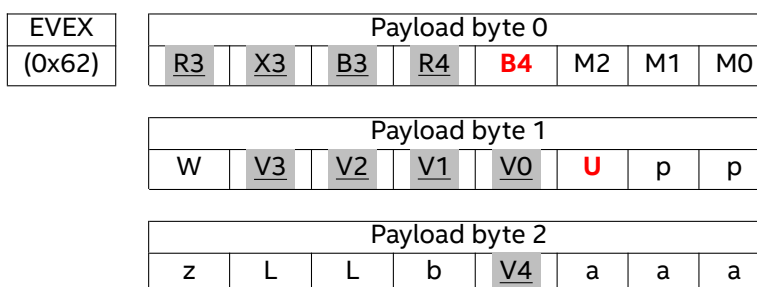 EVEX Payload byte 0
(0x62) R3 X3 B3 R4 B4 M2 M1 M0
Payload byte 1
W V3 V2 V1 V0 U p p
Payload byte 2
z L L b V4 a a a